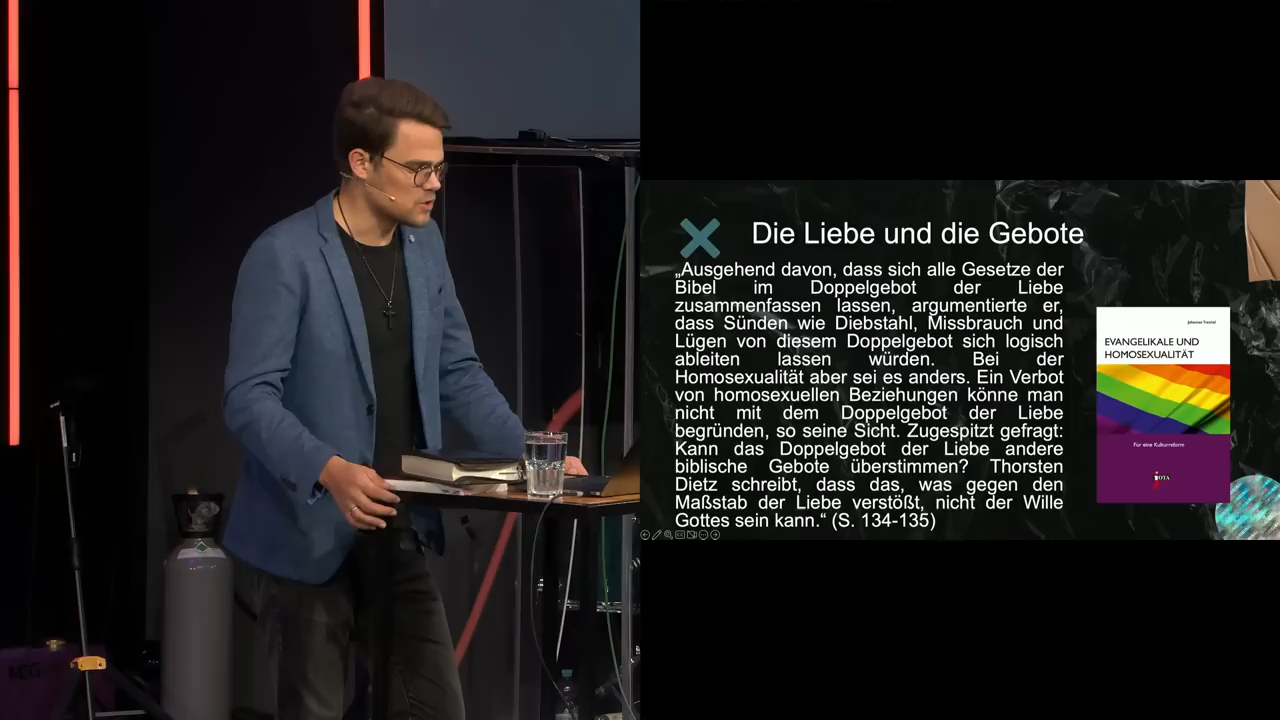 Die Liebe und die Gebote
„Ausgehend davon, dass sich alle Gesetze der
Bibel im Doppelgebot der Liebe
zusammenfassen lassen, argumentierte er,
dass Sünden wie Diebstahl, Missbrauch und
Lügen von diesem Doppelgebot sich logisch
ableiten lassen würden. Bei der
Homosexualität aber sei es anders. Ein Verbot
von homosexuellen Beziehungen könne man
nicht mit dem Doppelgebot der Liebe
begründen, so seine Sicht. Zugespitzt gefragt:
Kann das Doppelgebot der Liebe andere
biblische Gebote überstimmen? Thorsten
Dietz schreibt, dass das, was gegen den
Maßstab der Liebe verstößt, nicht der Wille
Gottes sein kann.“ (S. 134-135)
Johannes Traichel
EVANGELIKALE UND
HOMOSEXUALITÄT
Für eine Kulturreform